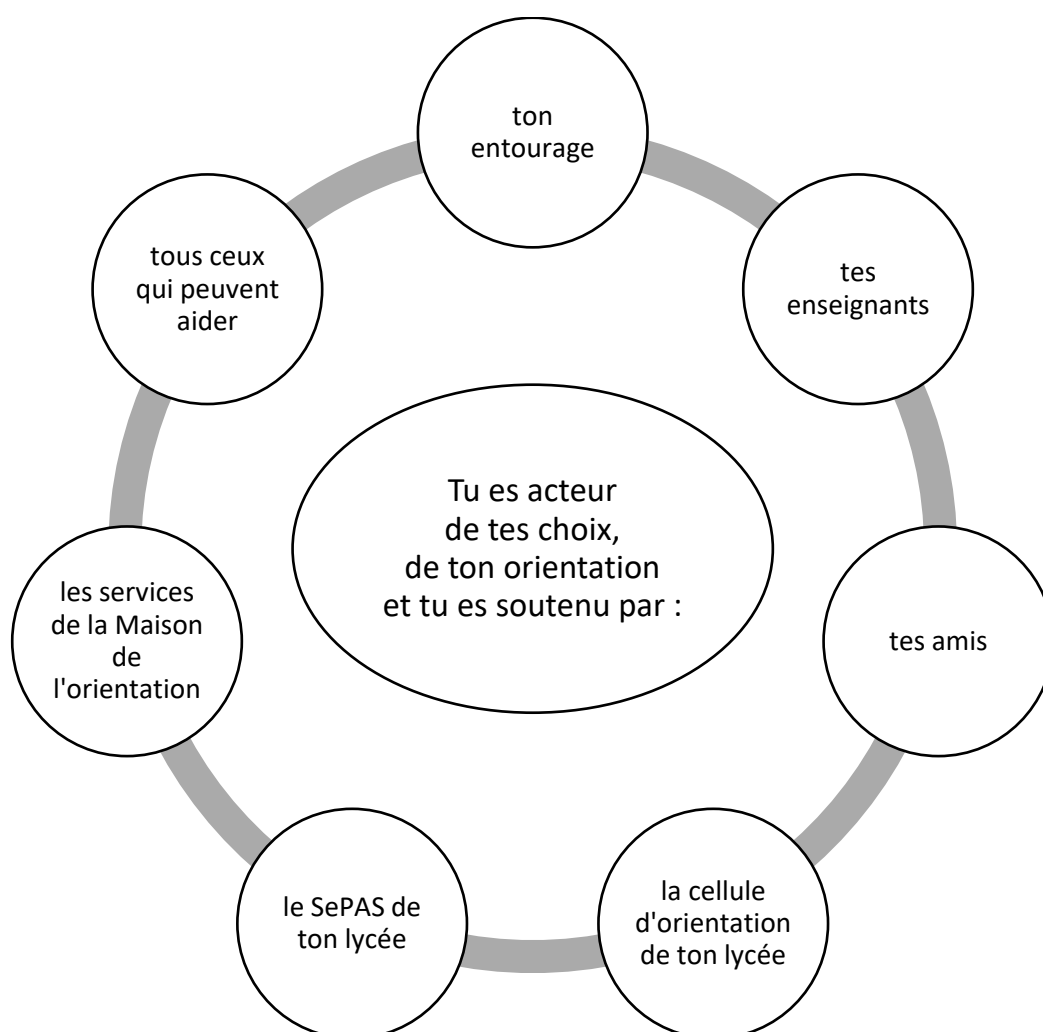 ton
entourage
tes
enseignants
tes amis
la cellule
d'orientation
de ton lycée
le SePAS de
ton lycée
les services
de la Maison
de
l'orientation
tous ceux
qui peuvent
aider
Tu es acteur
de tes choix,
de ton orientation
et tu es soutenu par :